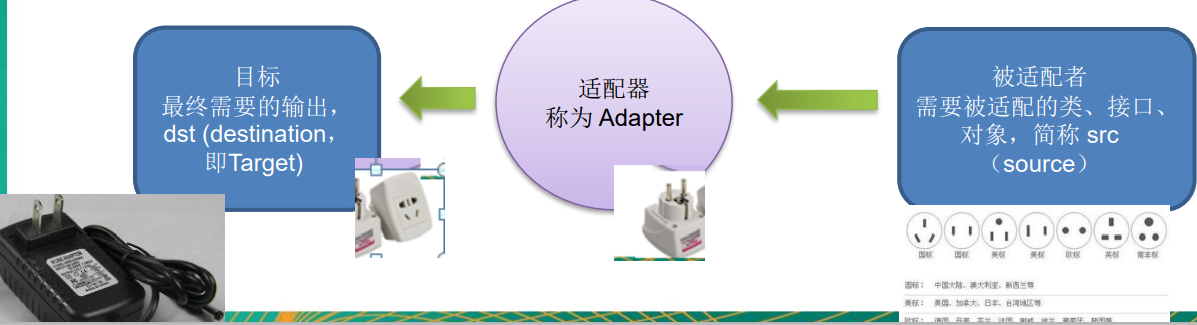 目标
最终需要的输出，
dst (destination，
即Target)
适配器
称为 Adapter
被适配者
需要被适配的类、接口、
对象，简称 src
（source）
国标 国标 美标 美标 欧标 英标 南非标
国标： 中国大陆、澳大利亚、新西兰等
美标： 美国、加拿大、日本、台湾地区等